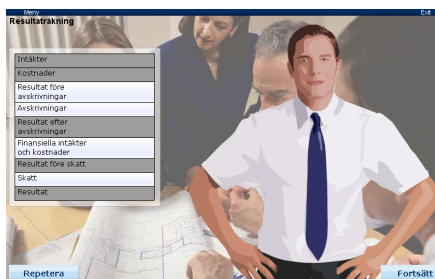 Meny
Exit
Resultaträkning
Intäkter
Kostnader
Resultat före
avskrivningar
Avskrivningar
Resultat efter
avskrivningar
Finansiella intäkter
och kostnader
Resultat före skatt
Skatt
Resultat
Repetera
Fortsätt